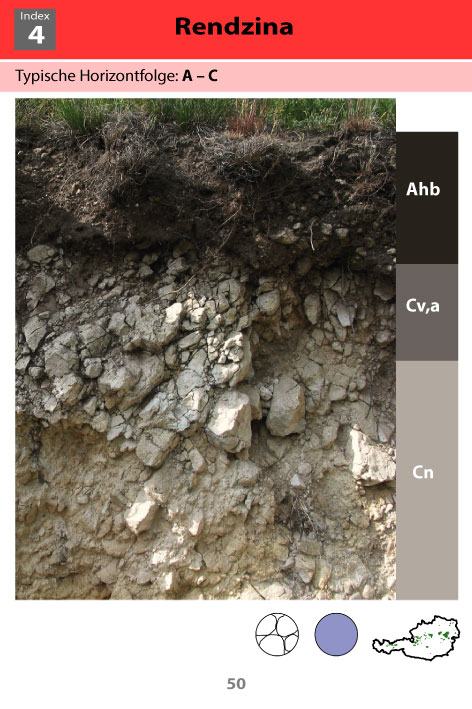 Index
4
Rendzina
Typische Horizontfolge: A – C
Ahb
Cv,a
Cn
50